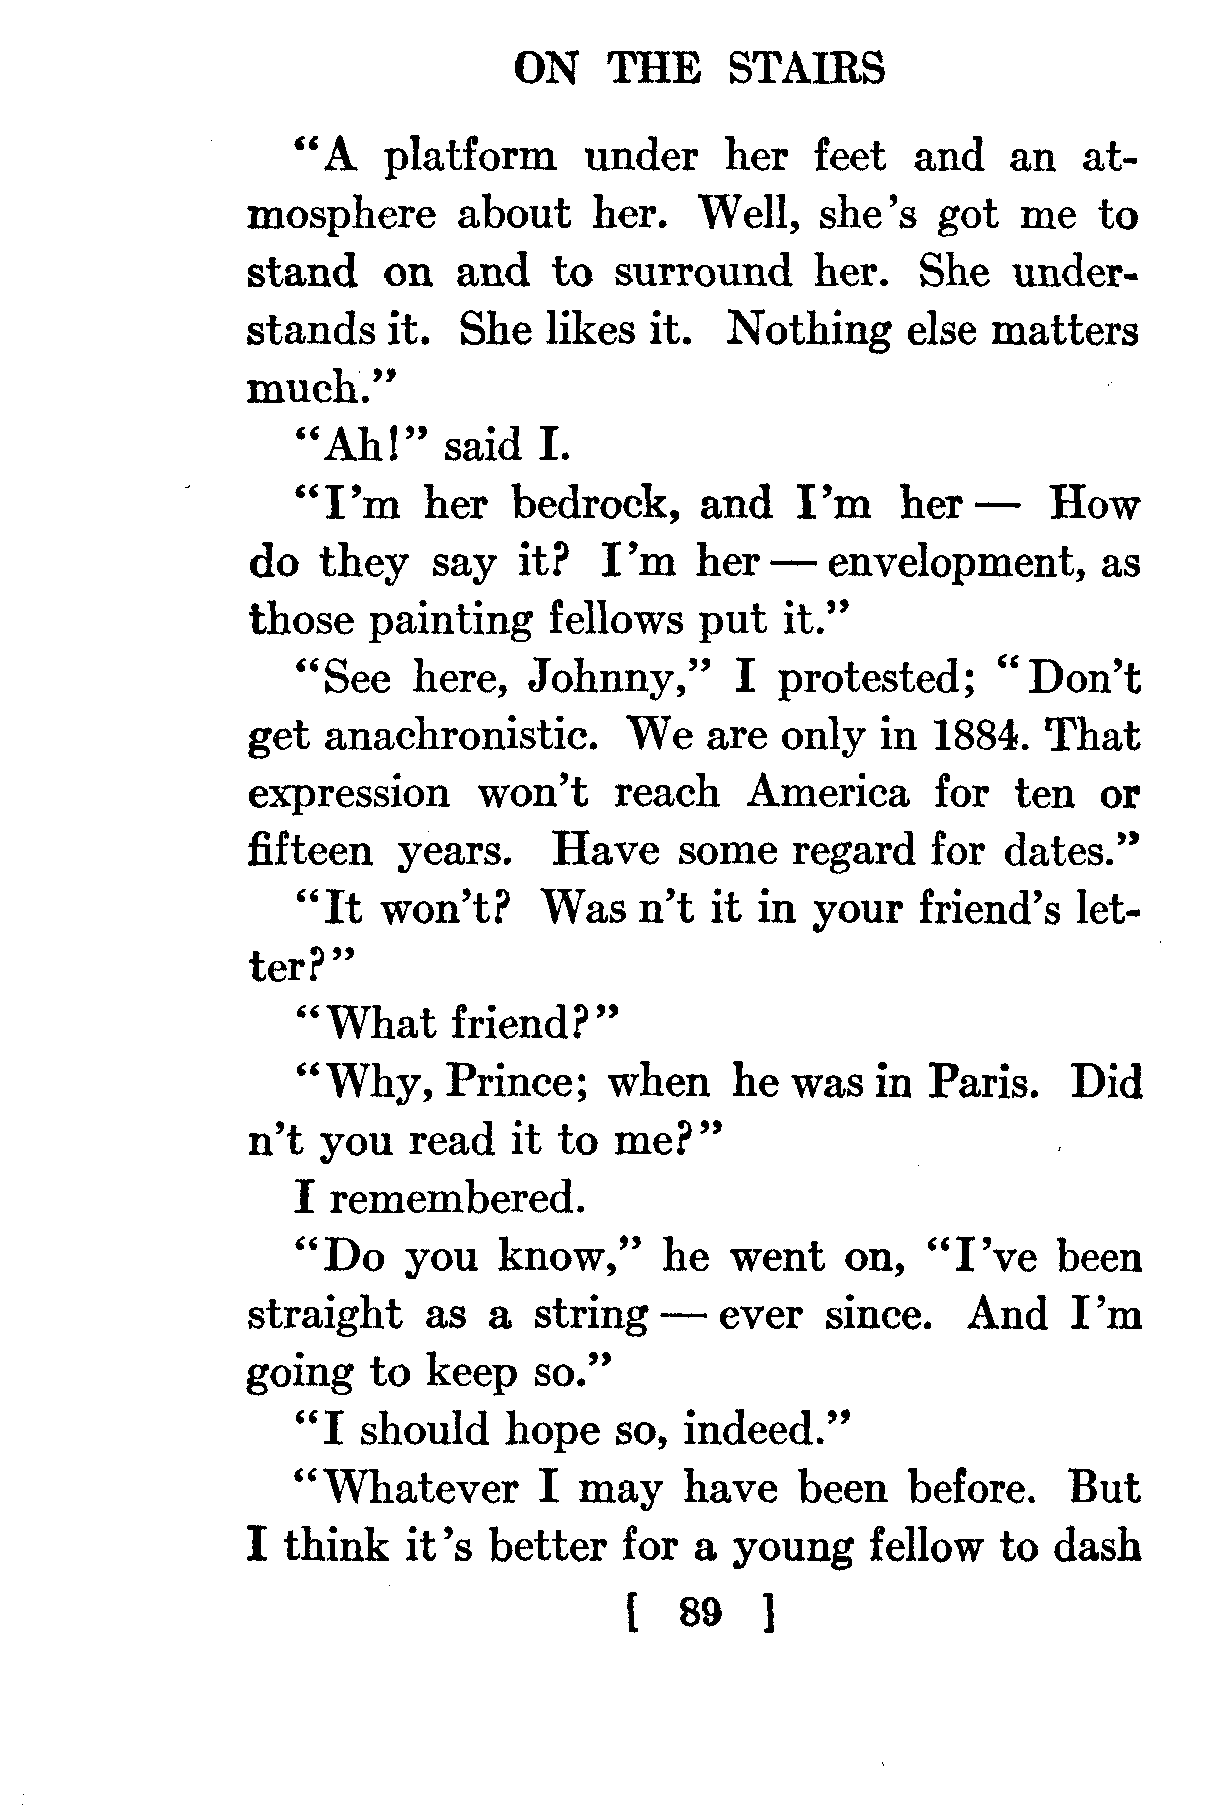 ON THE STAIRS
“A platform under her feet and an at-
mosphere about her. Well, she's got me to
stand on and to surround her. She under-
stands it. She likes it. Nothing else matters
much.”
“Ah!” said I.
“I'm her bedrock, and I'm her — How
do they say it? I'm her — envelopment, as
those painting fellows put it.”
“See here, Johnny,” I protested; “Don't
get anachronistic. We are only in 1884. That
expression won't reach America for ten or
fifteen years. Have some regard for dates.”
“It won't? Was n't it in your friend's let-
ter?”
“What friend?”
“Why, Prince; when he was in Paris. Did
n't you read it to me?”
I remembered.
“Do you know,” he went on, “I've been
straight as a string — ever since. And I'm
going to keep so.”
“I should hope so, indeed.”
“Whatever I may have been before. But
I think it's better for a young fellow to dash
[ 89 ]